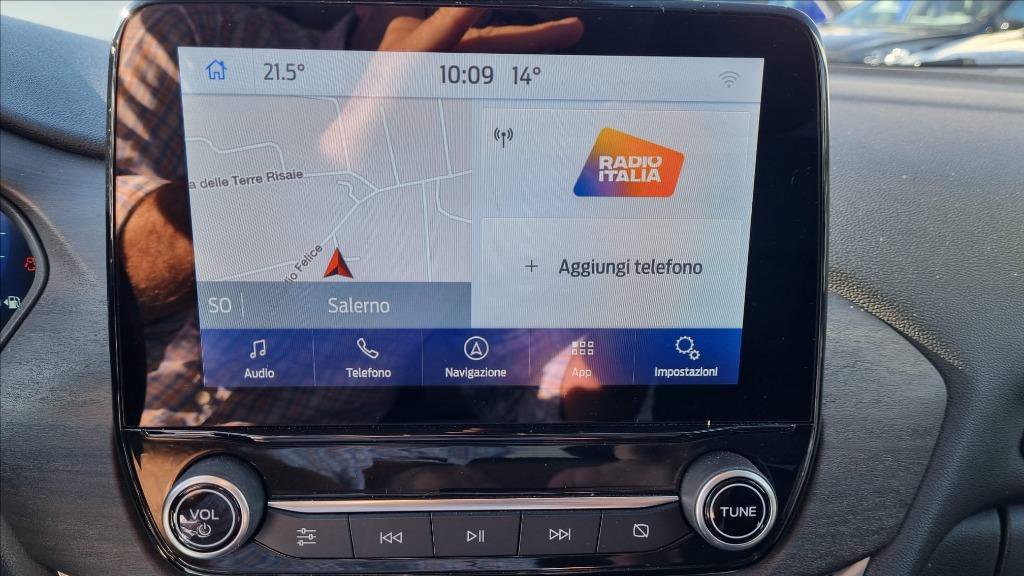 21.5° 10:09 14°
RADIO
ITALIA
a delle Terre Risaie
Felice
+ Aggiungi telefono
SO | Salerno
Audio Telefono Navigazione App Impostazioni
VOL
TUNE